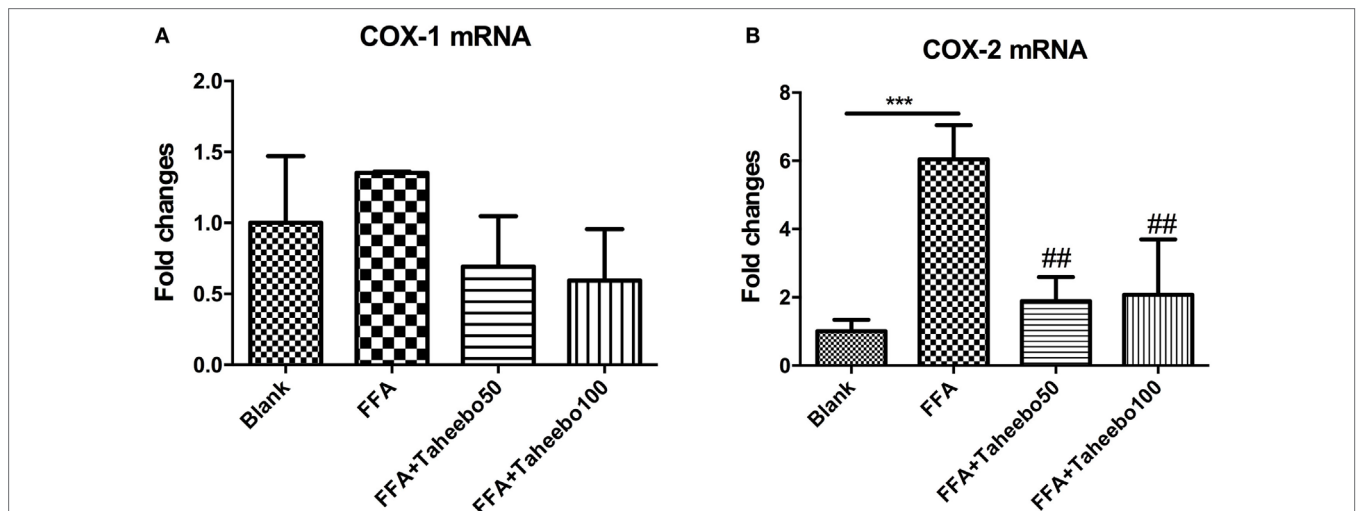 A
COX-1 mRNA
Fold changes
2.0
1.5
1.0
0.5
0.0
Blank
FFA
FFA+Taheebo50
FFA+Taheebo100
B
COX-2 mRNA
Fold changes
8
6
4
2
0
***
##
##
Blank
FFA
FFA+Taheebo50
FFA+Taheebo100